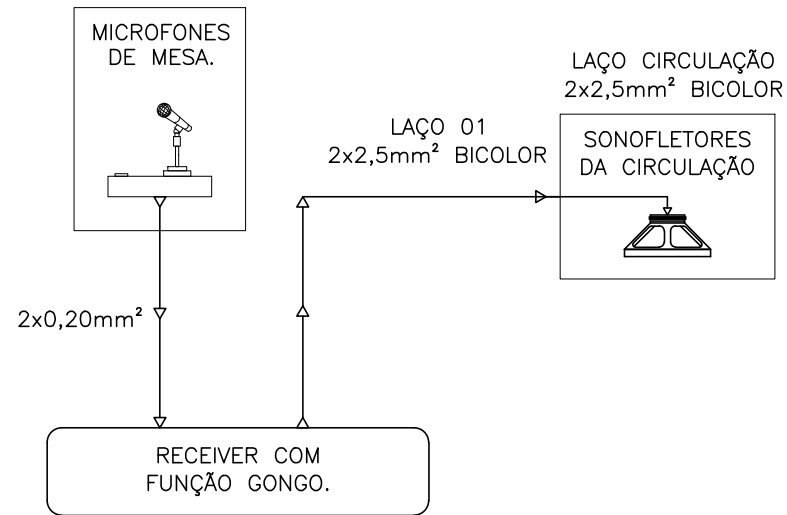 MICROFONES
DE MESA.
LAÇO CIRCULAÇÃO
2x2,5mm² BICOLOR
LAÇO 01
2x2,5mm² BICOLOR
SONOFLETORES
DA CIRCULAÇÃO
2x0,20mm²
RECEIVER COM
FUNÇÃO GONGO.